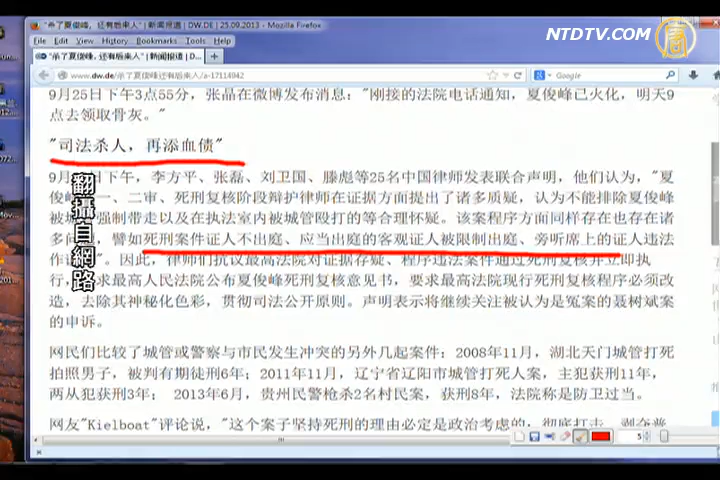 "杀了夏俊峰，还有后来人" | 新闻报道 | DW.DE | 25.09.2013 - Mozilla Firefox
NTDTV.COM
File Edit View History Bookmarks Tools Help
"杀了夏俊峰，还有后来人" | 新闻报道 | D...
www.dw.de/杀了夏俊峰还有后来人/a-17114942
Google
9月25日下午3点55分，张晶在微博发布消息："刚接的法院电话通知，夏俊峰已火化，明天9
点去领取骨灰。"
"司法杀人，再添血债"
9月 日下午，李方平、张磊、刘卫国、滕彪等25名中国律师发表联合声明，他们认为，"夏
俊 一、二审、死刑复核阶段辩护律师在证据方面提出了诸多质疑，认为不能排除夏俊峰
被城 强制带走以及在执法室内被城管殴打的等合理怀疑。该案程序方面同样存在也存在诸
多问 ，譬如死刑案件证人不出庭、应当出庭的客观证人被限制出庭、旁听席上的证人违法
作证 "。因此，律师们抗议最高法院对证据存疑、程序违法案件通过死刑复核并立即执
行， 求最高人民法院公布夏俊峰死刑复核意见书，要求最高法院现行死刑复核程序必须改
造，去除其神秘化色彩，贯彻司法公开原则。声明表示将继续关注被认为是冤案的聂树斌案
的申诉。
网民们比较了城管或警察与市民发生冲突的另外几起案件：2008年11月，湖北天门城管打死
拍照男子，被判有期徒刑6年；2011年11月，辽宁省辽阳市城管打死人案，主犯获刑11年，
两从犯获刑3年； 2013年6月，贵州民警枪杀2名村民案，获刑8年，法院称是防卫过当。
网友"Kielboat"评论说，"这个案子坚持死刑的理由必定是政治考虑的，彻底打击、剥夺普
5
翻攝自網路